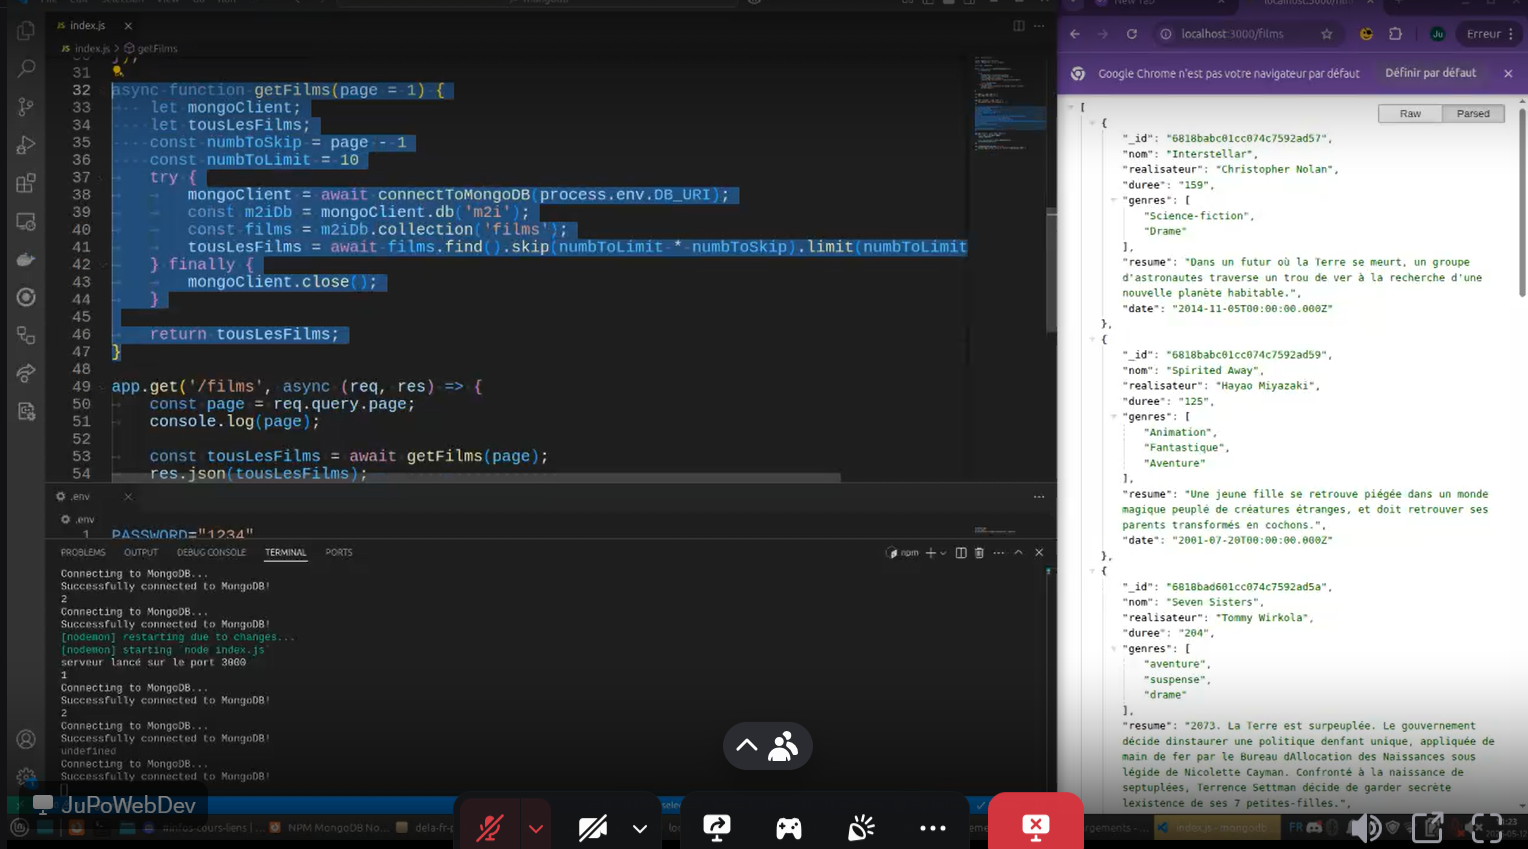 index.js
index.js > getFilms
31
32 async function getFilms(page = 1) {
33 let mongoClient;
34 let tousLesFilms;
35 const numbToSkip = page - 1
36 const numbToLimit = 10
37 try {
38 mongoClient = await connectToMongoDB(process.env.DB_URI);
39 const m2iDb = mongoClient.db('m2i');
40 const films = m2iDb.collection('films');
41 tousLesFilms = await films.find().skip(numbToLimit * numbToSkip).limit(numbToLimit
42 } finally {
43 mongoClient.close();
44 }
45
46 return tousLesFilms;
47 }
48
49 app.get('/films', async (req, res) => {
50 const page = req.query.page;
51 console.log(page);
52
53 const tousLesFilms = await getFilms(page);
54 res.json(tousLesFilms);
.env
.env
1 PASSWORD="1234"
PROBLEMS OUTPUT DEBUG CONSOLE TERMINAL PORTS
npm
Connecting to MongoDB...
Successfully connected to MongoDB!
2
Connecting to MongoDB...
Successfully connected to MongoDB!
[nodemon] restarting due to changes...
[nodemon] starting `node index.js`
serveur lancé sur le port 3000
1
Connecting to MongoDB...
Successfully connected to MongoDB!
2
Connecting to MongoDB...
Successfully connected to MongoDB!
undefined
Connecting to MongoDB...
Successfully connected to MongoDB!
JuPoWebDev
localhost:3000/films
Ju
Erreur
Google Chrome n'est pas votre navigateur par défaut
Définir par défaut
Raw Parsed
[
{
"_id": "6818babc01cc074c7592ad57",
"nom": "Interstellar",
"realisateur": "Christopher Nolan",
"duree": "159",
"genres": [
"Science-fiction",
"Drame"
],
"resume": "Dans un futur où la Terre se meurt, un groupe
d'astronautes traverse un trou de ver à la recherche d'une
nouvelle planète habitable.",
"date": "2014-11-05T00:00:00.000Z"
},
{
"_id": "6818babc01cc074c7592ad59",
"nom": "Spirited Away",
"realisateur": "Hayao Miyazaki",
"duree": "125",
"genres": [
"Animation",
"Fantastique",
"Aventure"
],
"resume": "Une jeune fille se retrouve piégée dans un monde
magique peuplé de créatures étranges, et doit retrouver ses
parents transformés en cochons.",
"date": "2001-07-20T00:00:00.000Z"
},
{
"_id": "6818bad601cc074c7592ad5a",
"nom": "Seven Sisters",
"realisateur": "Tommy Wirkola",
"duree": "204",
"genres": [
"aventure",
"suspense",
"drame"
],
"resume": "2073. La Terre est surpeuplée. Le gouvernement
décide dinstaurer une politique denfant unique, appliquée de
main de fer par le Bureau dAllocation des Naissances sous
légide de Nicolette Cayman. Confronté à la naissance de
septuplées, Terrence Settman décide de garder secrète
lexistence de ses 7 petites-filles.",
NPM MongoDB No...
dela-fr-p
index.js - mongodb
FR